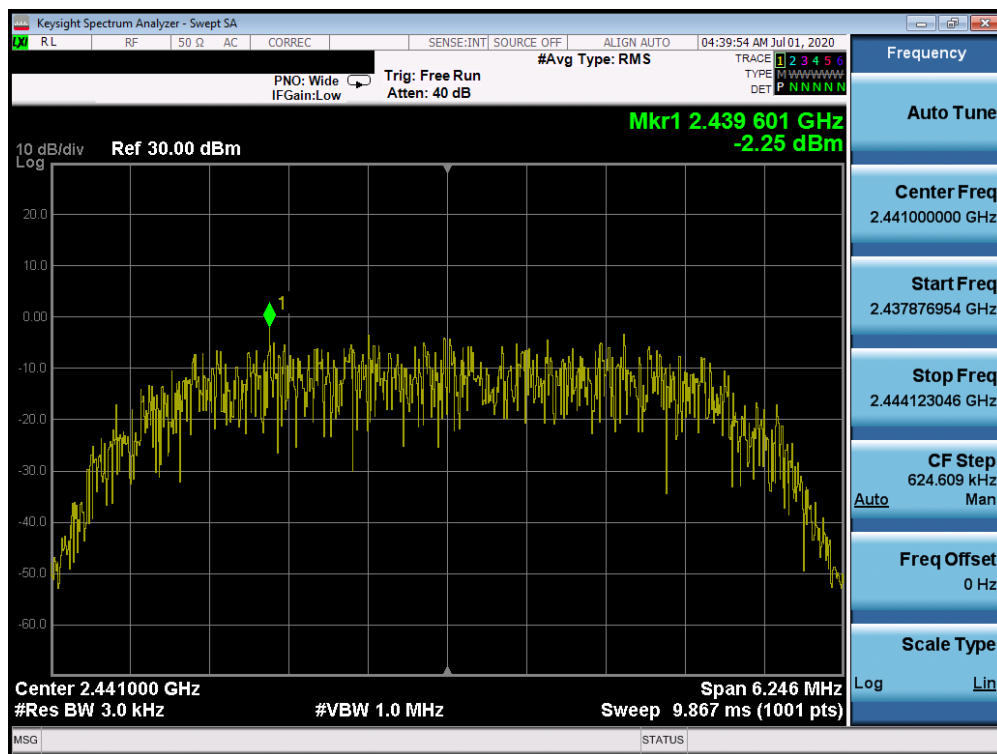 Keysight Spectrum Analyzer - Swept SA
LXI RL RF 50 Ω AC CORREC SENSE:INT SOURCE OFF ALIGN AUTO 04:39:54 AM Jul 01, 2020
PNO: Wide
IFGain:Low
Trig: Free Run
Atten: 40 dB
#Avg Type: RMS
TRACE 1 2 3 4 5 6
TYPE M W W W W W
DET P N N N N N
Mkr1 2.439 601 GHz
-2.25 dBm
10 dB/div Ref 30.00 dBm
Log
20.0
10.0
0.00
-10.0
-20.0
-30.0
-40.0
-50.0
-60.0
1
Center 2.441000 GHz Span 6.246 MHz
#Res BW 3.0 kHz #VBW 1.0 MHz Sweep 9.867 ms (1001 pts)
MSG STATUS
Frequency
Auto Tune
Center Freq
2.441000000 GHz
Start Freq
2.437876954 GHz
Stop Freq
2.444123046 GHz
CF Step
624.609 kHz
Auto Man
Freq Offset
0 Hz
Scale Type
Log Lin